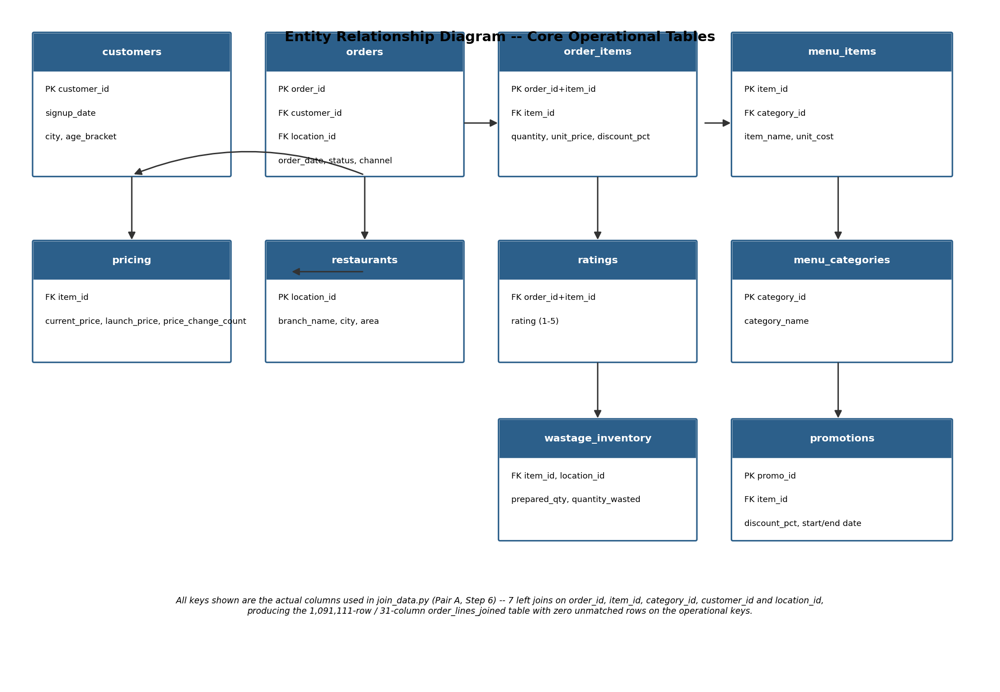 Entity Relationship Diagram -- Core Operational Tables
customers
PK customer_id
signup_date
city, age_bracket
orders
PK order_id
FK customer_id
FK location_id
order_date, status, channel
order_items
PK order_id+item_id
FK item_id
quantity, unit_price, discount_pct
menu_items
PK item_id
FK category_id
item_name, unit_cost
pricing
FK item_id
current_price, launch_price, price_change_count
restaurants
PK location_id
branch_name, city, area
ratings
FK order_id+item_id
rating (1-5)
menu_categories
PK category_id
category_name
wastage_inventory
FK item_id, location_id
prepared_qty, quantity_wasted
promotions
PK promo_id
FK item_id
discount_pct, start/end date
All keys shown are the actual columns used in join_data.py (Pair A, Step 6) -- 7 left joins on order_id, item_id, category_id, customer_id and location_id,
producing the 1,091,111-row / 31-column order_lines_joined table with zero unmatched rows on the operational keys.